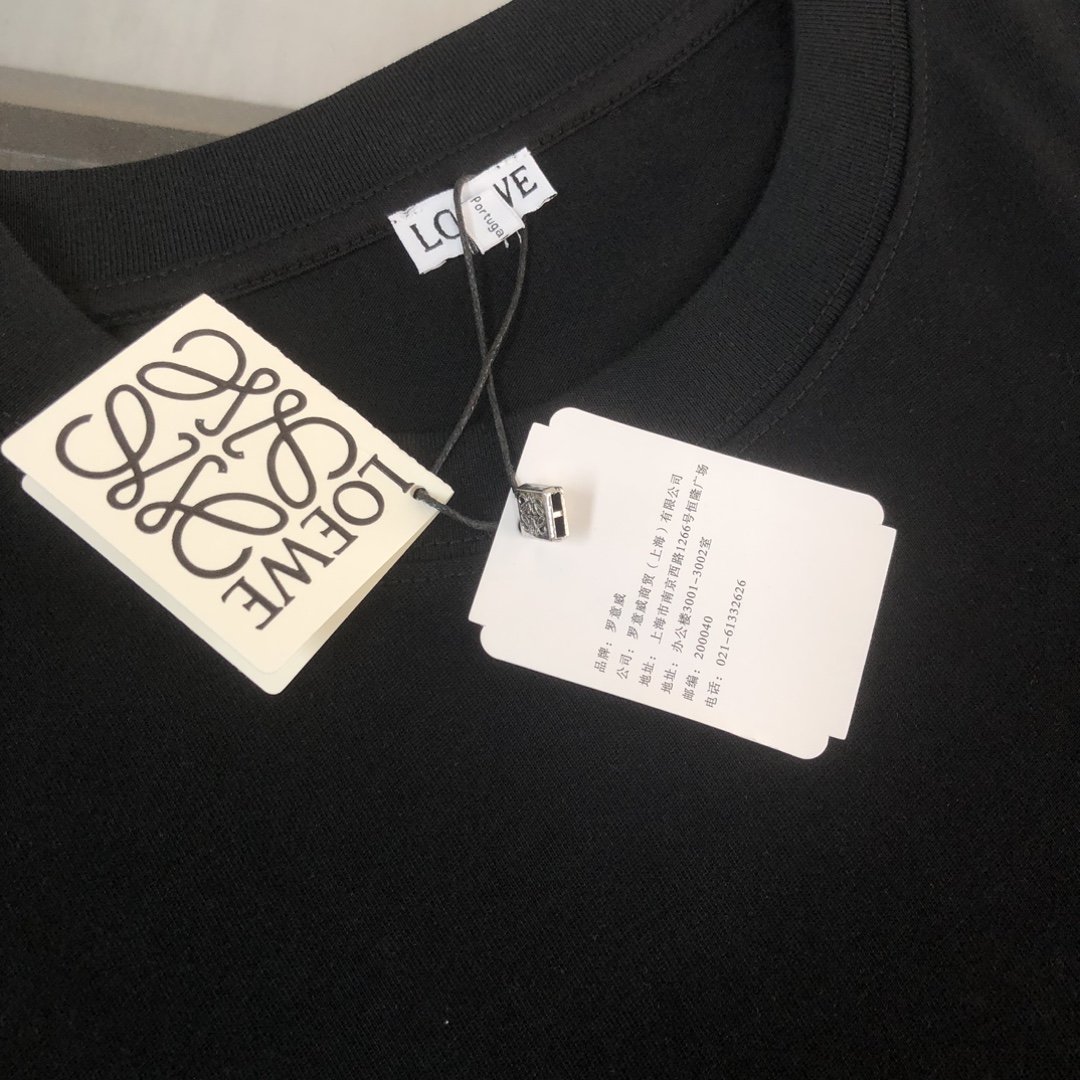 LOEWE
Portugal
LOEWE
品牌：罗意威
公司：罗意威商贸（上海）有限公司
地址：上海市南京西路1266号恒隆广场
地址：办公楼3001-3002室
邮编：200040
电话：021-61332626